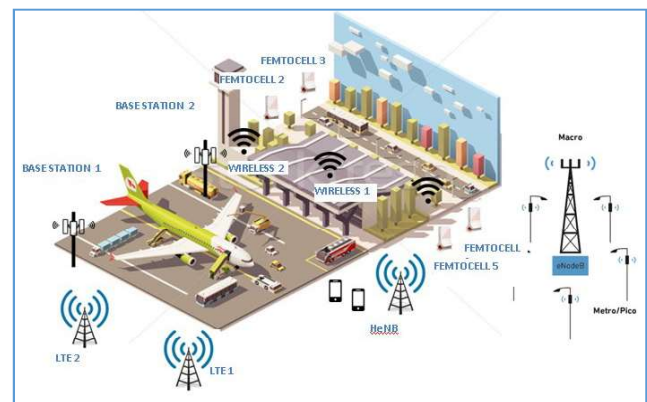 FEMTOCELL 3
FEMTOCELL 2
BASE STATION 2
Macro
WIRELESS 2
BASE STATION 1
WIRELESS 1
FEMTOCELL
FEMTOCELL 5
eNodeB
Metro/Pico
HeNB
LTE 2
LTE 1